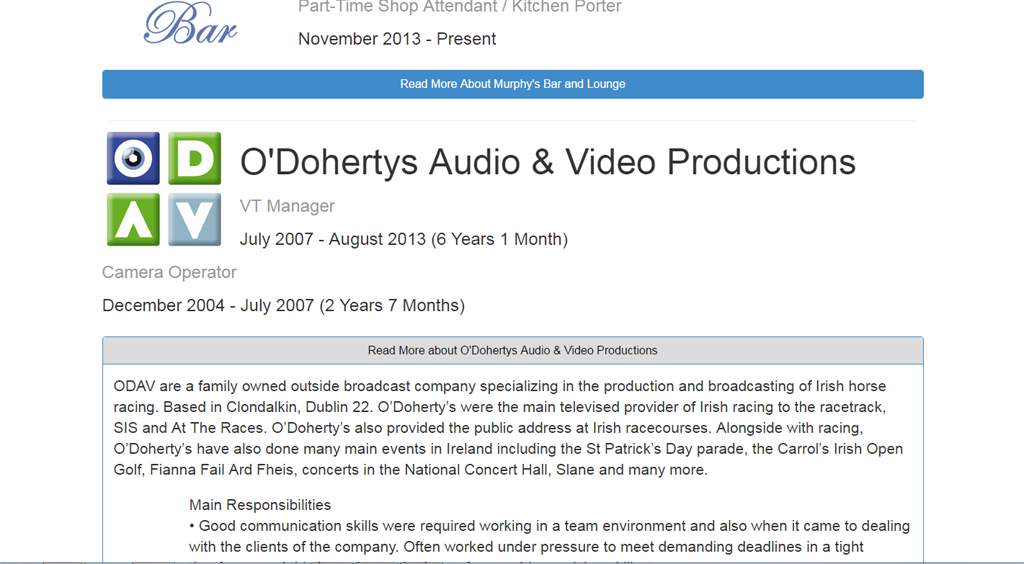 Part-Time Shop Attendant / Kitchen Porter
Bar
November 2013 - Present
Read More About Murphy's Bar and Lounge
O D
A V
O'Dohertys Audio & Video Productions
VT Manager
July 2007 - August 2013 (6 Years 1 Month)
Camera Operator
December 2004 - July 2007 (2 Years 7 Months)
Read More about O'Dohertys Audio & Video Productions
ODAV are a family owned outside broadcast company specializing in the production and broadcasting of Irish horse
racing. Based in Clondalkin, Dublin 22. O’Doherty’s were the main televised provider of Irish racing to the racetrack,
SIS and At The Races. O’Doherty’s also provided the public address at Irish racecourses. Alongside with racing,
O’Doherty’s have also done many main events in Ireland including the St Patrick’s Day parade, the Carrol’s Irish Open
Golf, Fianna Fail Ard Fheis, concerts in the National Concert Hall, Slane and many more.
Main Responsibilities
• Good communication skills were required working in a team environment and also when it came to dealing
with the clients of the company. Often worked under pressure to meet demanding deadlines in a tight